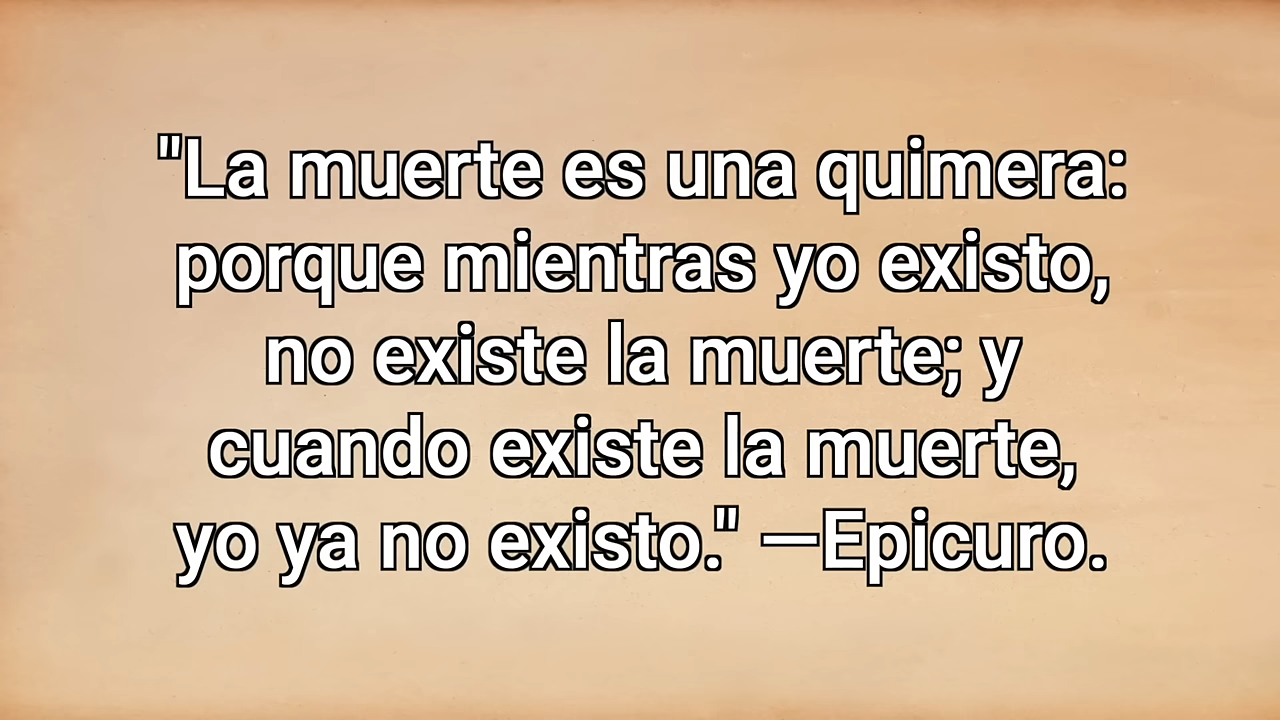 "La muerte es una quimera:
porque mientras yo existo,
no existe la muerte; y
cuando existe la muerte,
yo ya no existo." —Epicuro.